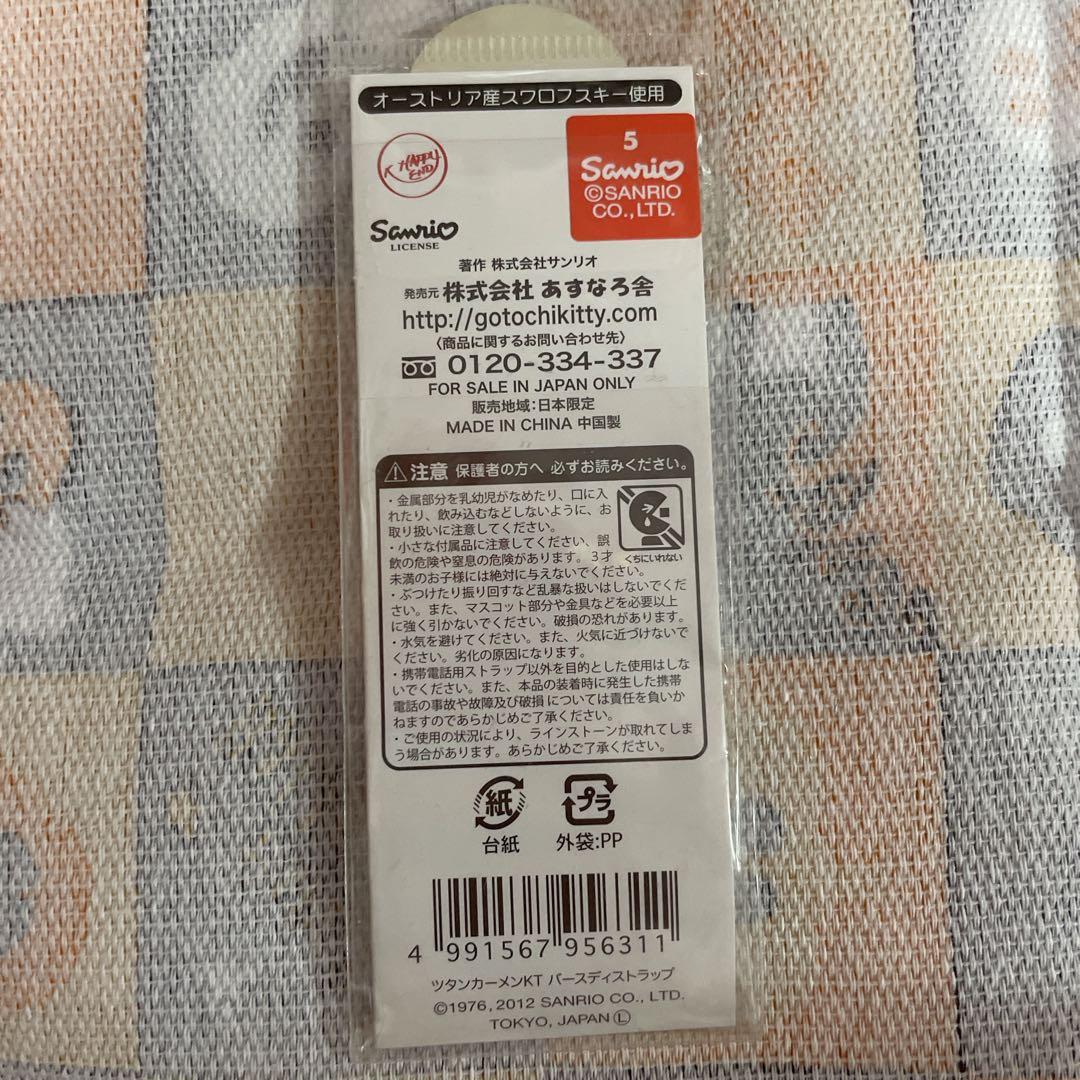 オーストリア産スワロフスキー使用
K HAPPY END
5
Sanrio
©SANRIO
CO.,LTD.
Sanrio
LICENSE
著作 株式会社サンリオ
発売元 株式会社 あすなろ舎
http://gotochikitty.com
〈商品に関するお問い合わせ先〉
0120-334-337
FOR SALE IN JAPAN ONLY
販売地域:日本限定
MADE IN CHINA 中国製
注意 保護者の方へ 必ずお読みください。
・金属部分を乳幼児がなめたり、口に入
れたり、飲み込むなどしないように、お
取り扱いに注意してください。
・小さな付属品に注意してください、誤
飲の危険や窒息の危険があります。3才
未満のお子様には絶対に与えないでください。
くちにいれない
・ぶつけたり振り回すなど乱暴な扱いはしないでくだ
さい。また、マスコット部分や金具などを必要以上
に強く引かないでください。破損の恐れがあります。
・水気を避けてください。また、火気に近づけないで
ください。劣化の原因になります。
・携帯電話用ストラップ以外を目的とした使用はしな
いでください。また、本品の装着時に発生した携帯
電話の事故や故障及び破損 については責任を負いか
ねますのであらかじめご了承ください。
・ご使用の状況により、ラインストーンが取れてしま
う場合があります。あらかじめご了承ください。
紙
台紙
プラ
外袋:PP
4 991567 956311
ツタンカーメンKT バースディストラップ
©1976, 2012 SANRIO CO., LTD.
TOKYO, JAPAN Ⓛ